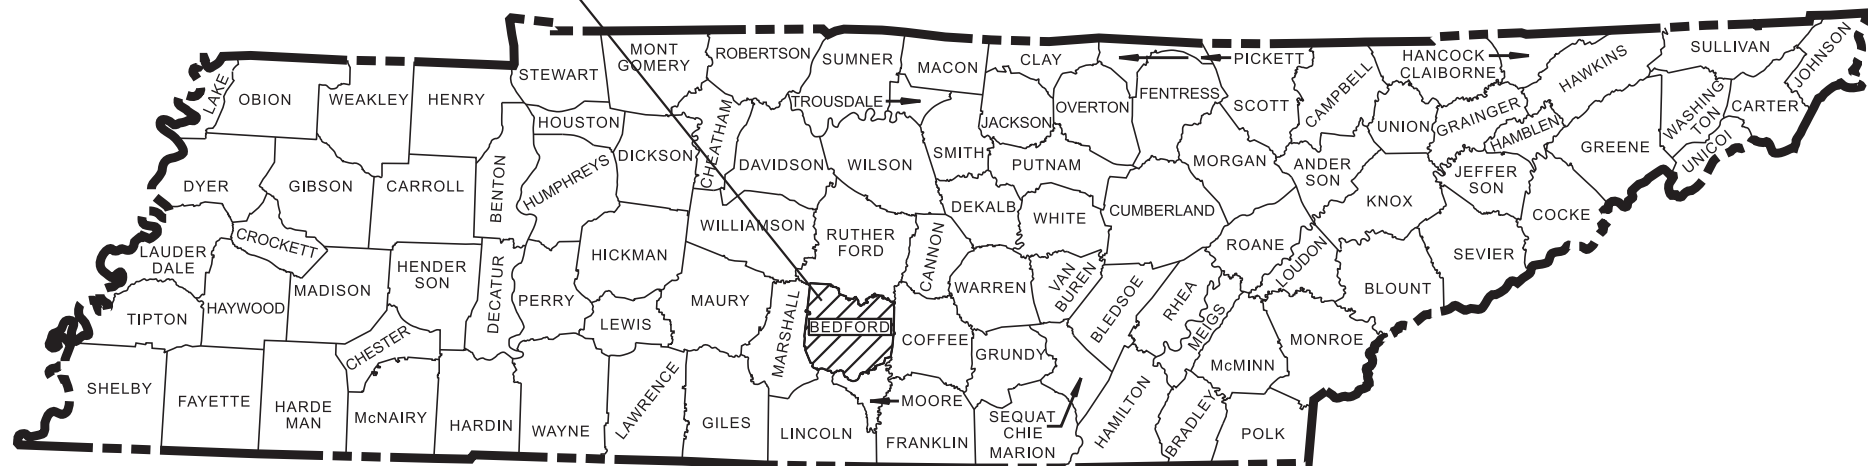 MONT
GOMERY
ROBERTSON
SUMNER
MACON
CLAY
PICKETT
HANCOCK
CLAIBORNE
HAWKINS
SULLIVAN
JOHNSON
STEWART
LAKE
OBION
WEAKLEY
HENRY
HOUSTON
CHEATHAM
TROUSDALE
JACKSON
OVERTON
FENTRESS
SCOTT
CAMPBELL
UNION
GRAINGER
HAMBLEN
WASHING
TON
CARTER
UNICOI
GREENE
DYER
GIBSON
CARROLL
BENTON
HUMPHREYS
DICKSON
DAVIDSON
WILSON
SMITH
PUTNAM
MORGAN
ANDER
SON
KNOX
JEFFER
SON
COCKE
LAUDER
DALE
CROCKETT
WILLIAMSON
RUTHER
FORD
CANNON
DEKALB
WHITE
CUMBERLAND
ROANE
LOUDON
SEVIER
HICKMAN
HENDER
SON
DECATUR
PERRY
TIPTON
HAYWOOD
MADISON
CHESTER
LEWIS
MAURY
MARSHALL
BEDFORD
COFFEE
WARREN
VAN
BUREN
BLEDSOE
RHEA
MEIGS
BLOUNT
MONROE
McMINN
GRUNDY
SHELBY
FAYETTE
HARDE
MAN
McNAIRY
HARDIN
WAYNE
LAWRENCE
GILES
LINCOLN
MOORE
FRANKLIN
SEQUAT
CHIE
MARION
HAMILTON
BRADLEY
POLK